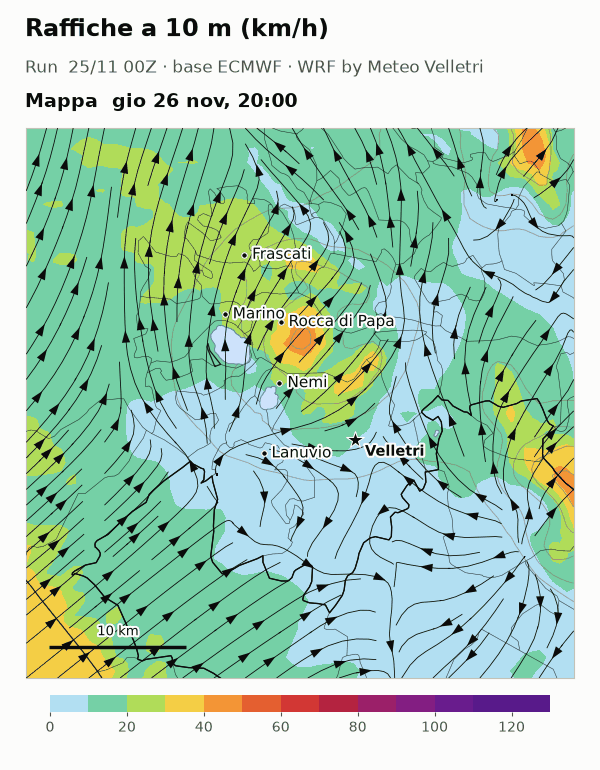 Raffiche a 10 m (km/h)
Run  25/11 00Z · base ECMWF · WRF by Meteo Velletri
Mappa  gio 26 nov, 20:00
Frascati
Marino
Rocca di Papa
Nemi
Velletri
Lanuvio
10 km
0 20 40 60 80 100 120